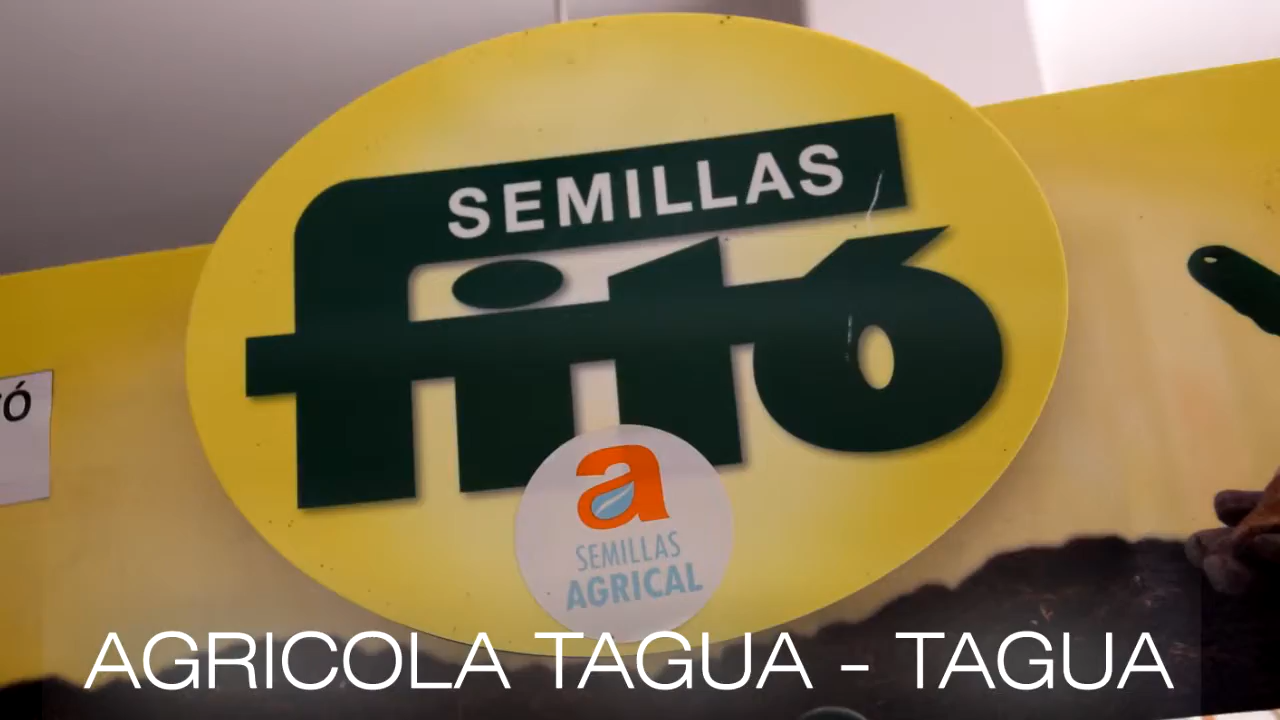 SEMILLAS
fitó
Ó
a
SEMILLAS
AGRICAL
AGRICOLA TAGUA - TAGUA